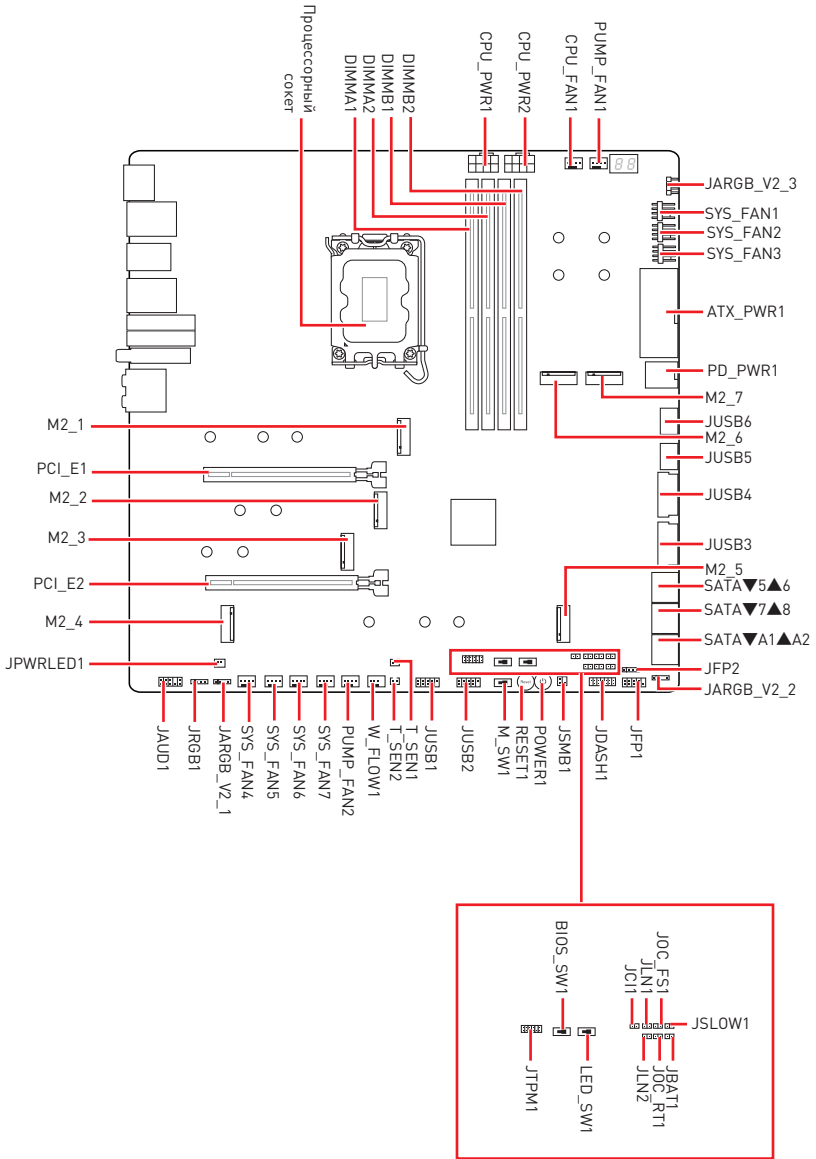 Процессорный
сокет
DIMMA1
DIMMA2
DIMMB1
DIMMB2
CPU_PWR1
CPU_PWR2
CPU_FAN1
PUMP_FAN1
JARGB_V2_3
SYS_FAN1
SYS_FAN2
SYS_FAN3
ATX_PWR1
PD_PWR1
M2_7
JUSB6
M2_6
JUSB5
JUSB4
JUSB3
M2_5
SATA▼5▲6
SATA▼7▲8
SATA▼A1▲A2
JFP2
JARGB_V2_2
M2_1
PCI_E1
M2_2
M2_3
PCI_E2
M2_4
JPWRLED1
Reset
JAUD1
JRGB1
JARGB_V2_1
SYS_FAN4
SYS_FAN5
SYS_FAN6
SYS_FAN7
PUMP_FAN2
W_FLOW1
T_SEN2
T_SEN1
JUSB1
JUSB2
M_SW1
RESET1
POWER1
JSMB1
JDASH1
JFP1
BIOS_SW1
JCI1
JLN1
JOC_FS1
JSLOW1
JTPM1
LED_SW1
JLN2
JOC_RT1
JBAT1